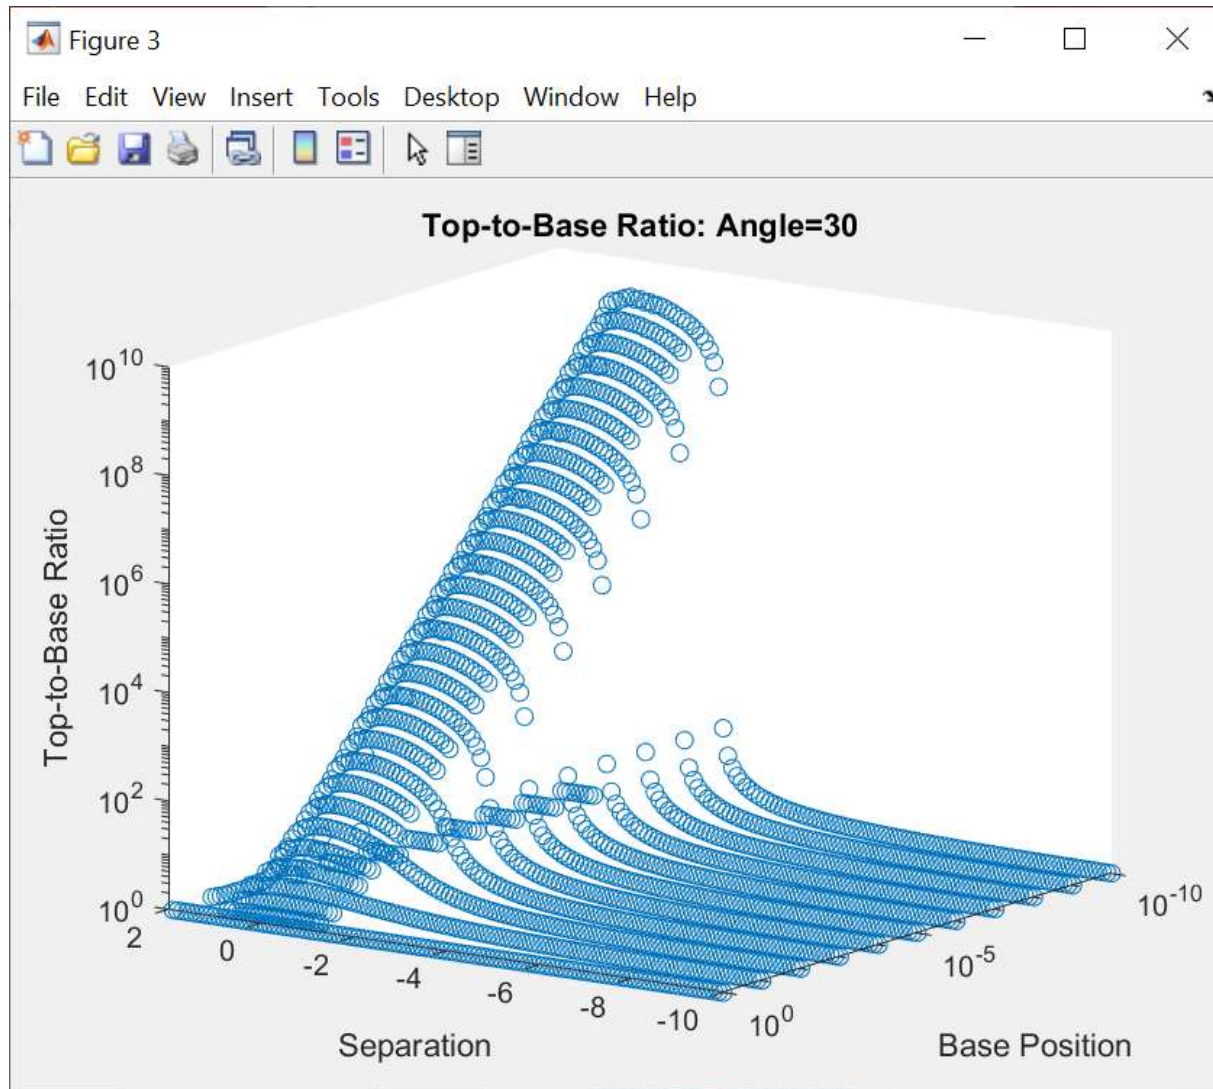 Figure 3
File Edit View Insert Tools Desktop Window Help
Top-to-Base Ratio: Angle=30
10^10
10^8
10^6
10^4
10^2
10^0
Top-to-Base Ratio
2
0
-2
-4
-6
-8
-10
Separation
10^0
10^-5
10^-10
Base Position